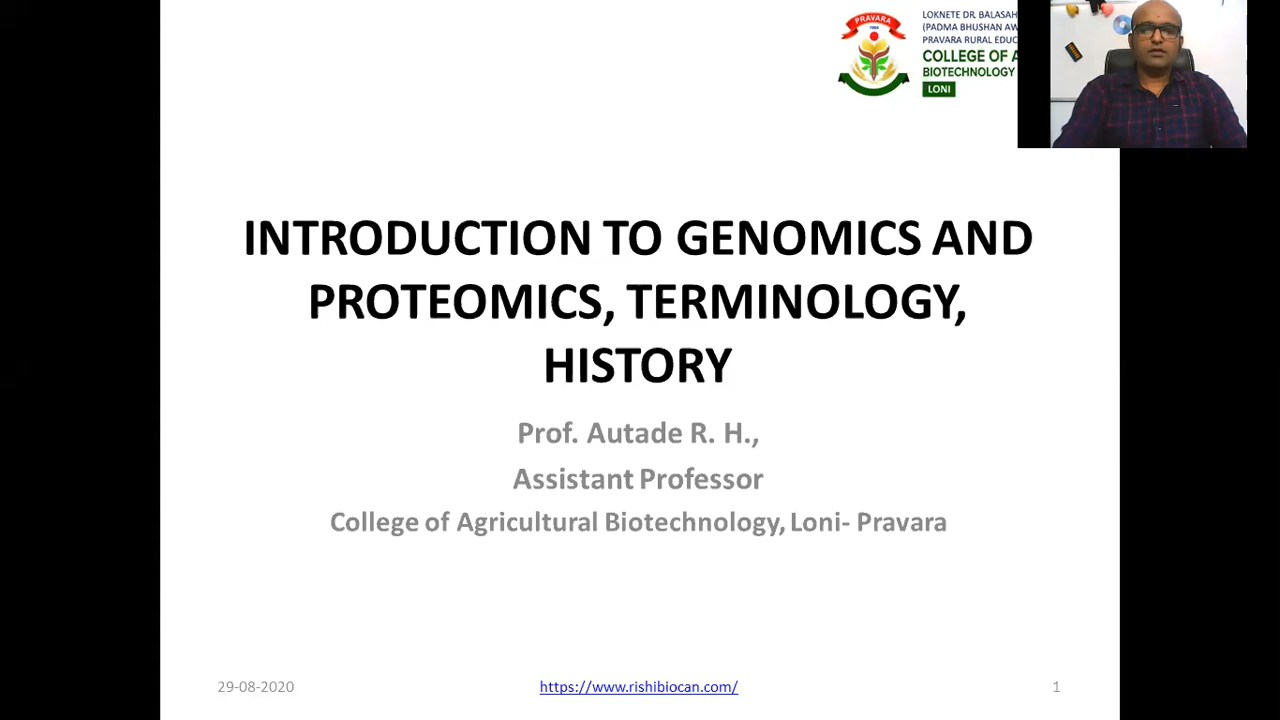 PRAVARA
LOKNETE DR. BALASAH
(PADMA BHUSHAN AW
PRAVARA RURAL EDUC
COLLEGE OF A
BIOTECHNOLOGY
LONI
INTRODUCTION TO GENOMICS AND
PROTEOMICS, TERMINOLOGY,
HISTORY
Prof. Autade R. H.,
Assistant Professor
College of Agricultural Biotechnology, Loni- Pravara
29-08-2020
https://www.rishibiocan.com/
1